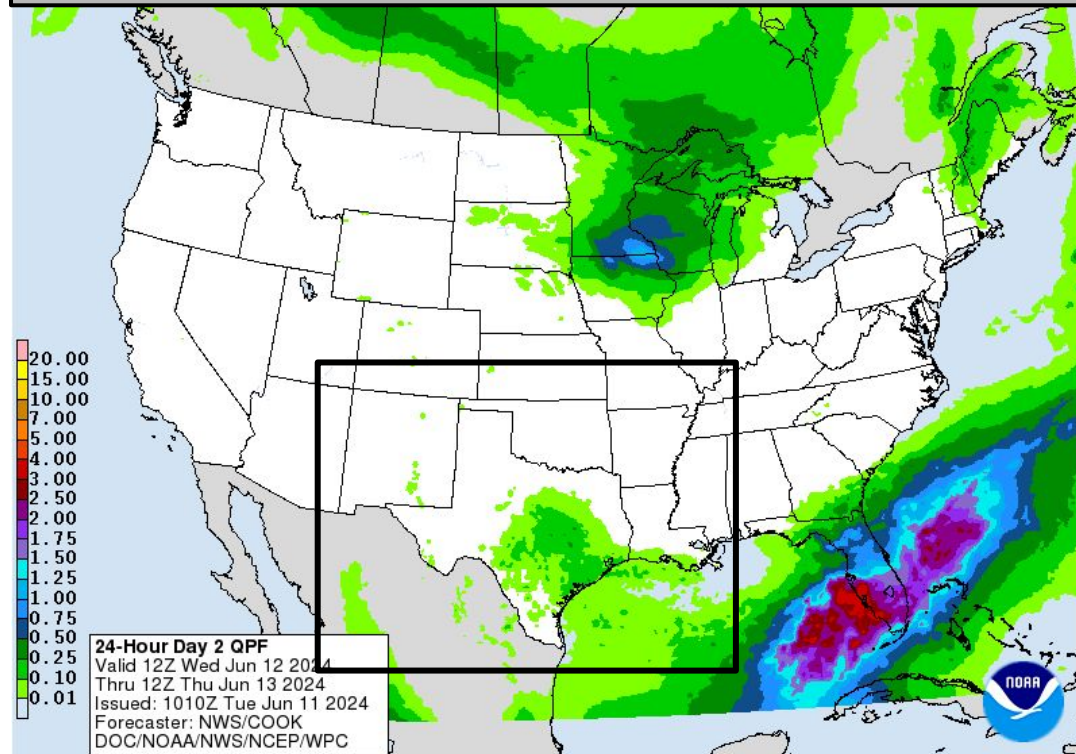 20.00
15.00
10.00
7.00
5.00
4.00
3.00
2.50
2.00
1.75
1.50
1.25
1.00
0.75
0.50
0.25
0.10
0.01
24-Hour Day 2 QPF
Valid 12Z Wed Jun 12 2024
Thru 12Z Thu Jun 13 2024
Issued: 1010Z Tue Jun 11 2024
Forecaster: NWS/COOK
DOC/NOAA/NWS/NCEP/WPC
NOAA